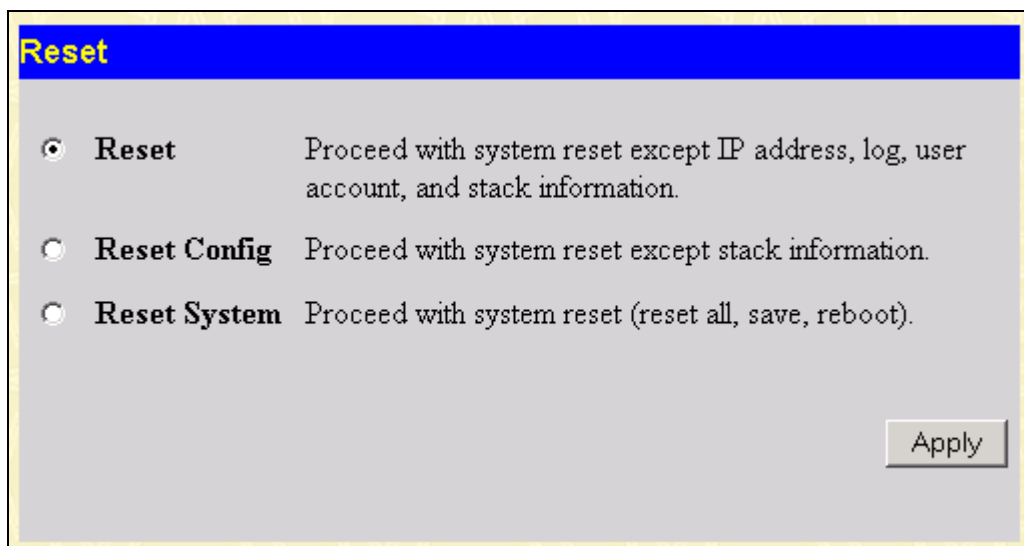 Reset
Reset Proceed with system reset except IP address, log, user
account, and stack information.
Reset Config Proceed with system reset except stack information.
Reset System Proceed with system reset (reset all, save, reboot).
Apply